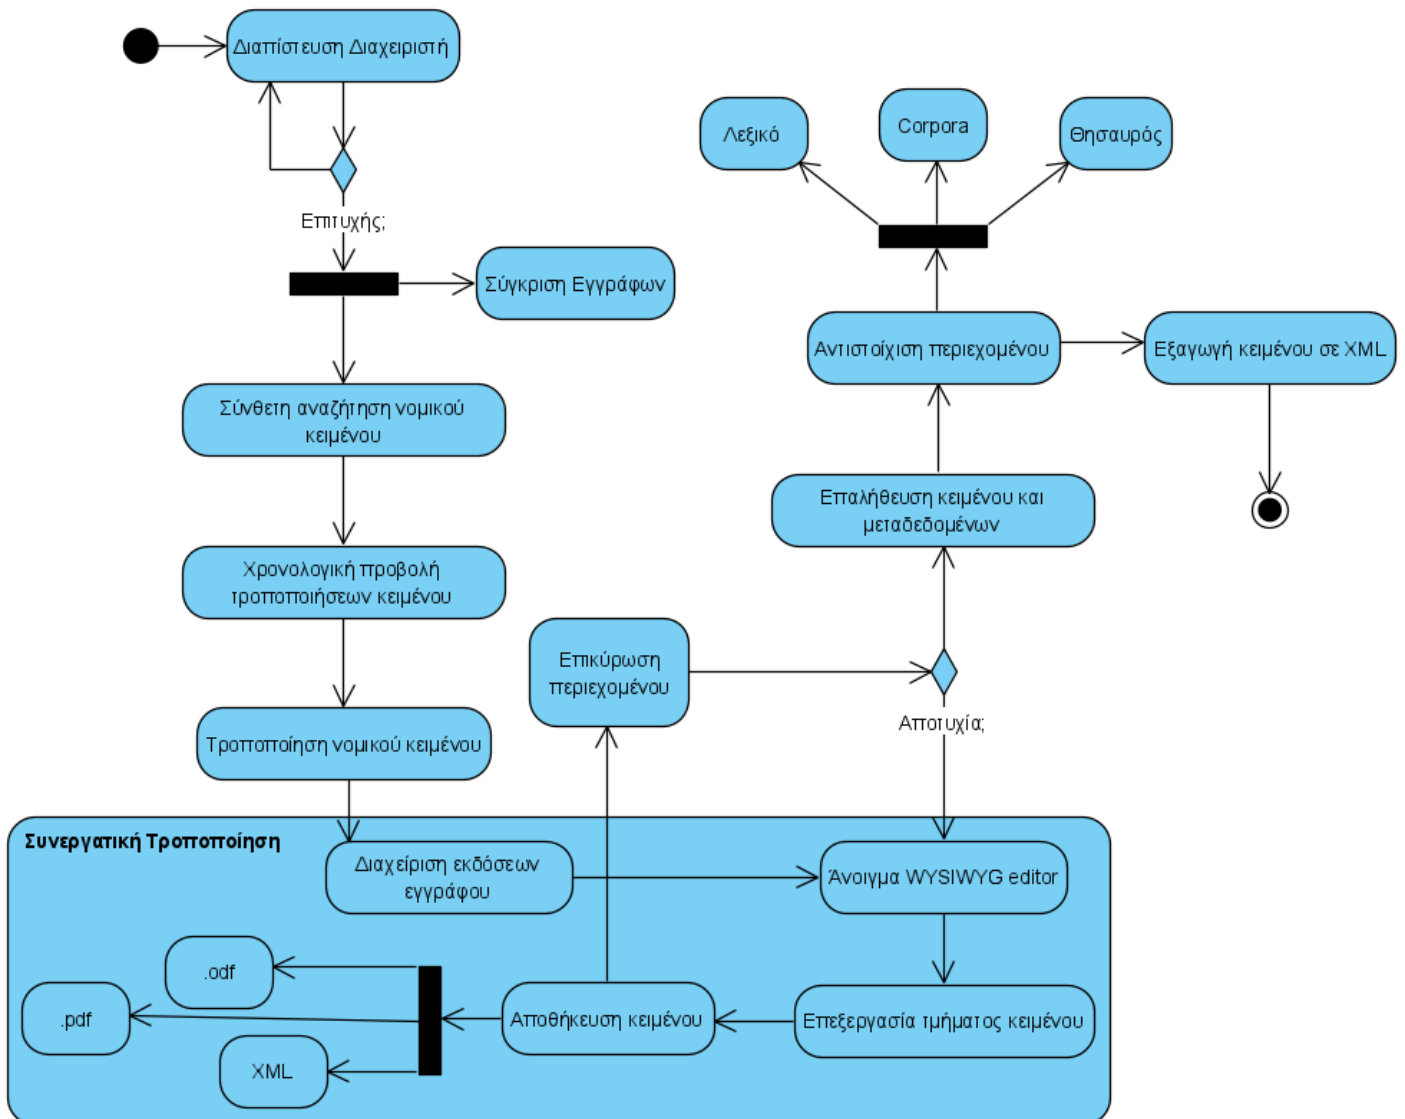 Διαπίστευση Διαχειριστή
Επιτυχής;
Σύγκριση Εγγράφων
Σύνθετη αναζήτηση νομικού
κειμένου
Χρονολογική προβολή
τροποποιήσεων κειμένου
Τροποποίηση νομικού κειμένου
Λεξικό
Corpora
Θησαυρός
Αντιστοίχιση περιεχομένου
Εξαγωγή κειμένου σε XML
Επαλήθευση κειμένου και
μεταδεδομένων
Επικύρωση
περιεχομένου
Αποτυχία;
Συνεργατική Τροποποίηση
Διαχείριση εκδόσεων
εγγράφου
Άνοιγμα WYSIWYG editor
.odf
.pdf
XML
Αποθήκευση κειμένου
Επεξεργασία τμήματος κειμένου